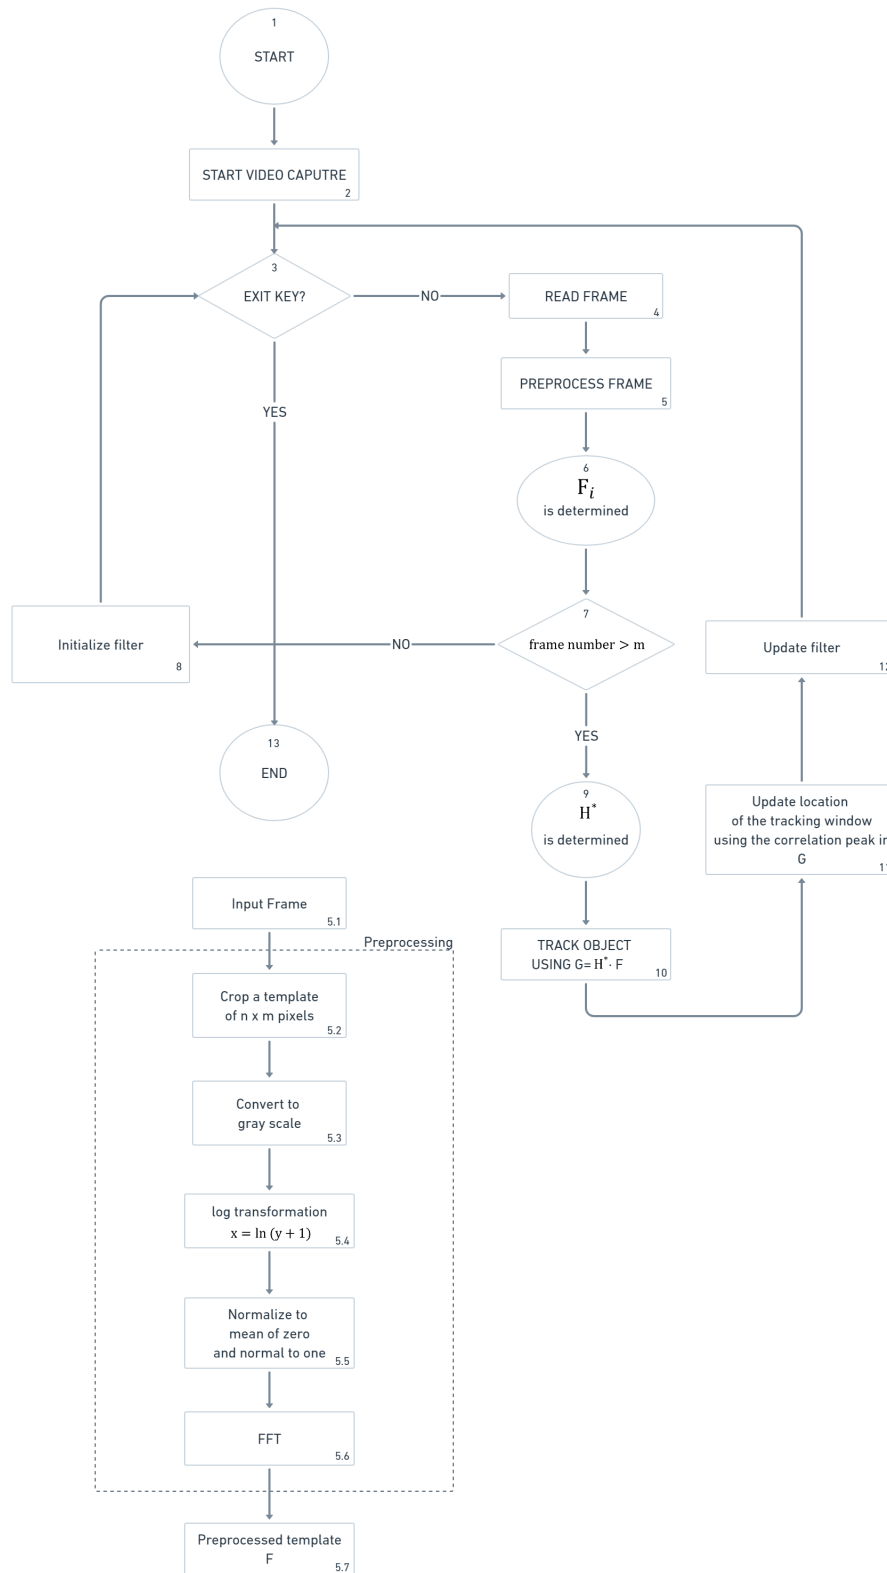 1
START
START VIDEO CAPUTRE
2
3
EXIT KEY?
NO
READ FRAME
4
PREPROCESS FRAME
5
YES
6
F_i
is determined
7
frame number > m
NO
Initialize filter
8
Update filter
YES
13
END
9
H*
is determined
Update location
of the tracking window
using the correlation peak
G
TRACK OBJECT
USING G= H*· F
10
Input Frame
5.1
Preprocessing
Crop a template
of n x m pixels
5.2
Convert to
gray scale
5.3
log transformation
x = ln (y + 1)
5.4
Normalize to
mean of zero
and normal to one
5.5
FFT
5.6
Preprocessed template
F
5.7